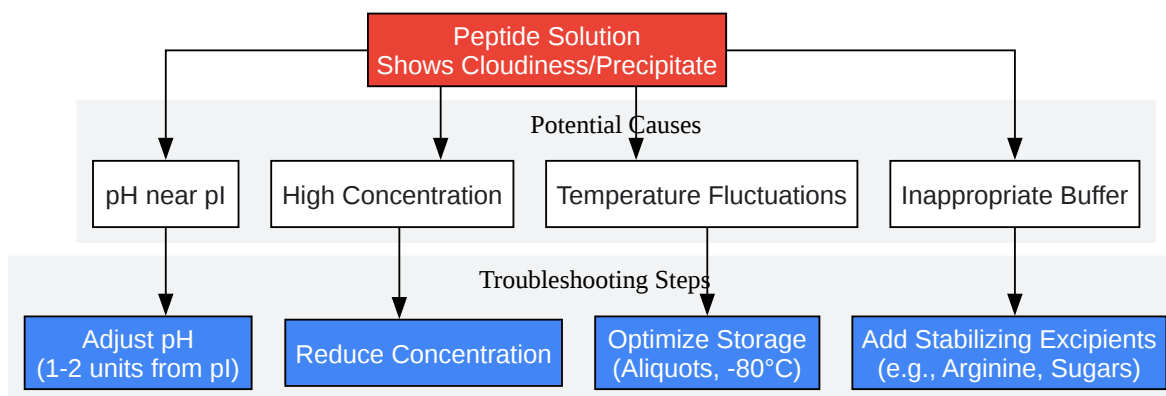 Peptide Solution
Shows Cloudiness/Precipitate
Potential Causes
pH near pI
High Concentration
Temperature Fluctuations
Inappropriate Buffer
Troubleshooting Steps
Adjust pH
(1-2 units from pI)
Reduce Concentration
Optimize Storage
(Aliquots, -80°C)
Add Stabilizing Excipients
(e.g., Arginine, Sugars)